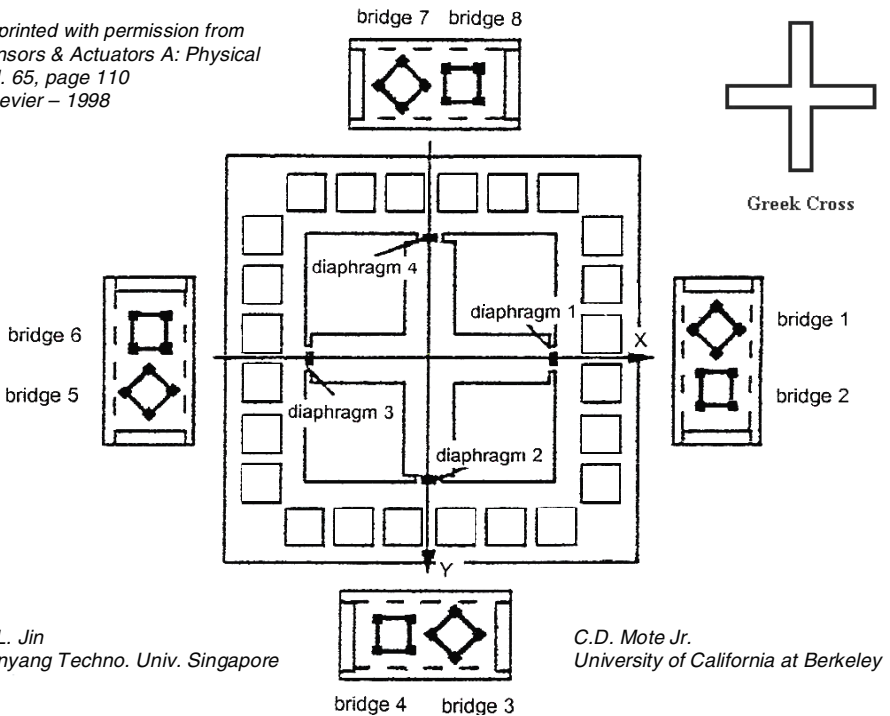 bridge 7 bridge 8
printed with permission from
nsors & Actuators A: Physical
l. 65, page 110
evier – 1998
Greek Cross
diaphragm 4
diaphragm 1
X
bridge 6
bridge 5
bridge 1
bridge 2
diaphragm 3
diaphragm 2
Y
L. Jin
nyang Techno. Univ. Singapore
C.D. Mote Jr.
University of California at Berkeley
bridge 4 bridge 3